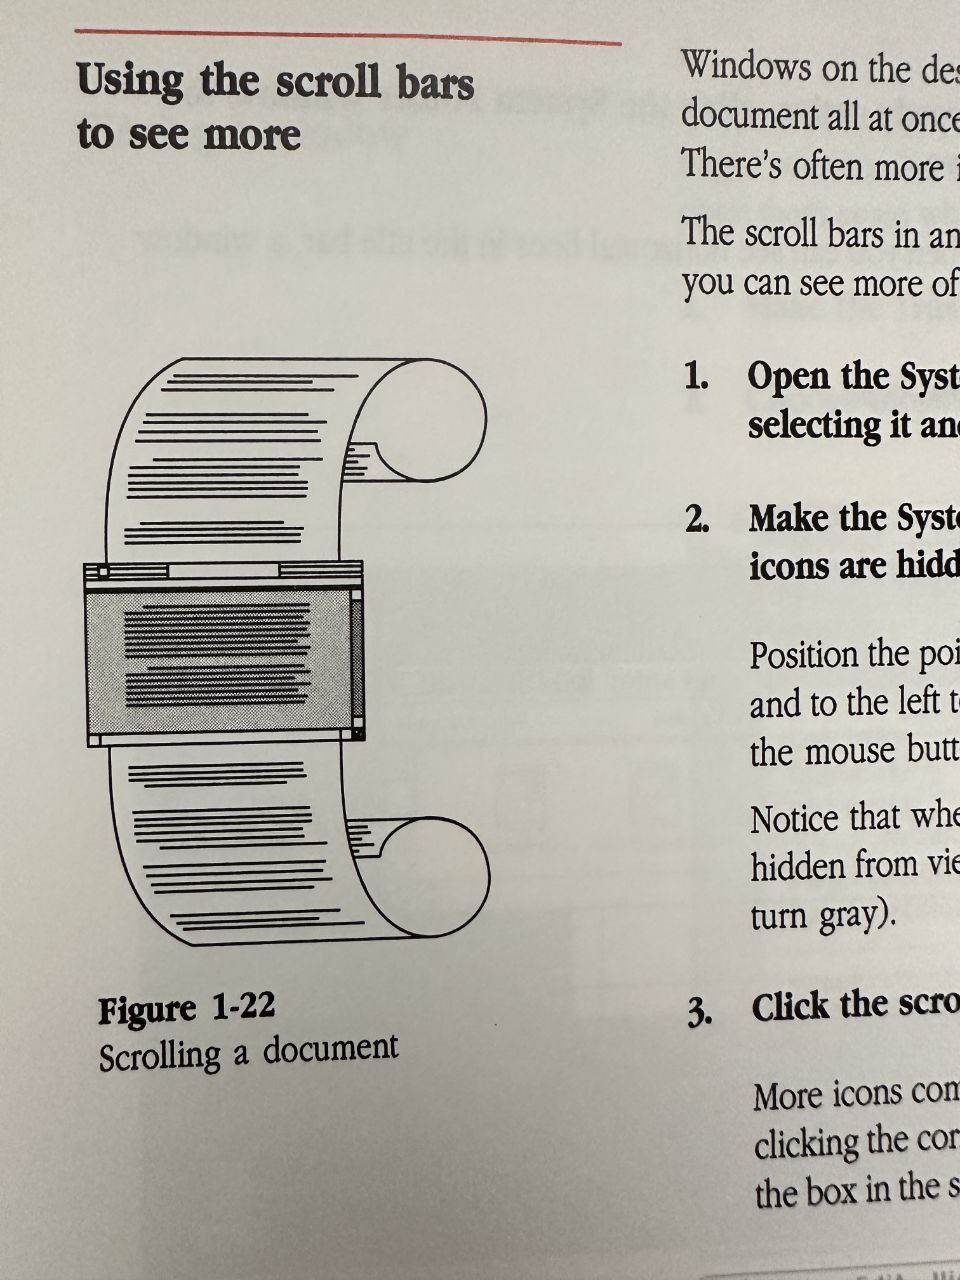 Using the scroll bars
to see more
Figure 1-22
Scrolling a document
Windows on the des
document all at once
There's often more i
The scroll bars in an
you can see more of
1. Open the Syst
selecting it an
2. Make the Syst
icons are hidd
Position the poi
and to the left t
the mouse butt
Notice that whe
hidden from vie
turn gray).
3. Click the scro
More icons com
clicking the cor
the box in the s